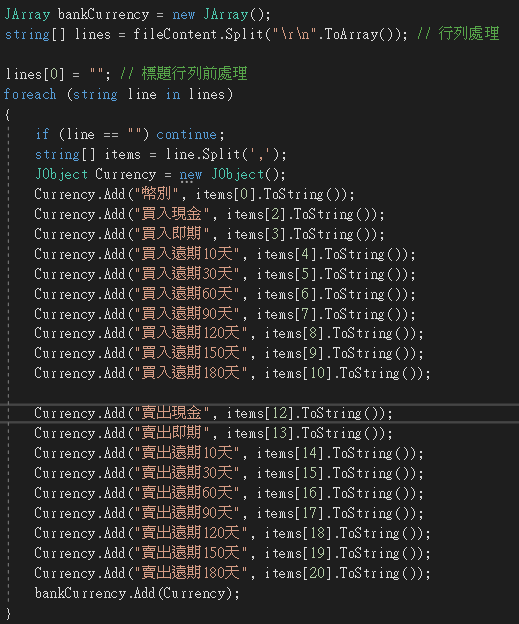 JArray bankCurrency = new JArray();
string[] lines = fileContent.Split("\r\n".ToArray()); // 行列處理
lines[0] = ""; // 標題行列前處理
foreach (string line in lines)
{
if (line == "") continue;
string[] items = line.Split(',');
JObject Currency = new JObject();
Currency.Add("幣別", items[0].ToString());
Currency.Add("買入現金", items[2].ToString());
Currency.Add("買入即期", items[3].ToString());
Currency.Add("買入遠期10天", items[4].ToString());
Currency.Add("買入遠期30天", items[5].ToString());
Currency.Add("買入遠期60天", items[6].ToString());
Currency.Add("買入遠期90天", items[7].ToString());
Currency.Add("買入遠期120天", items[8].ToString());
Currency.Add("買入遠期150天", items[9].ToString());
Currency.Add("買入遠期180天", items[10].ToString());
Currency.Add("賣出現金", items[12].ToString());
Currency.Add("賣出即期", items[13].ToString());
Currency.Add("賣出遠期10天", items[14].ToString());
Currency.Add("賣出遠期30天", items[15].ToString());
Currency.Add("賣出遠期60天", items[16].ToString());
Currency.Add("賣出遠期90天", items[17].ToString());
Currency.Add("賣出遠期120天", items[18].ToString());
Currency.Add("賣出遠期150天", items[19].ToString());
Currency.Add("賣出遠期180天", items[20].ToString());
bankCurrency.Add(Currency);
}